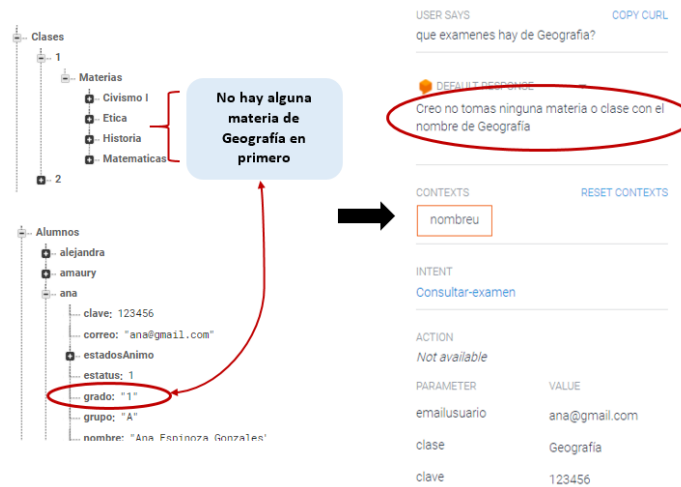 Clases
1
Materias
Civismo I
Etica
Historia
Matematicas
2
No hay alguna
materia de
Geografía en
primero
Alumnos
alejandra
amaury
ana
clave: 123456
correo: "ana@gmail.com"
estadosAnimo
estatus: 1
grado: "1"
grupo: "A"
nombre: "Ana Espinoza Gonzales"
USER SAYS
COPY CURL
que examenes hay de Geografia?
DEFAULT RESPONSE
Creo no tomas ninguna materia o clase con el
nombre de Geografía
CONTEXTS
RESET CONTEXTS
nombreu
INTENT
Consultar-examen
ACTION
Not available
PARAMETER
VALUE
emailusuario
ana@gmail.com
clase
Geografía
clave
123456